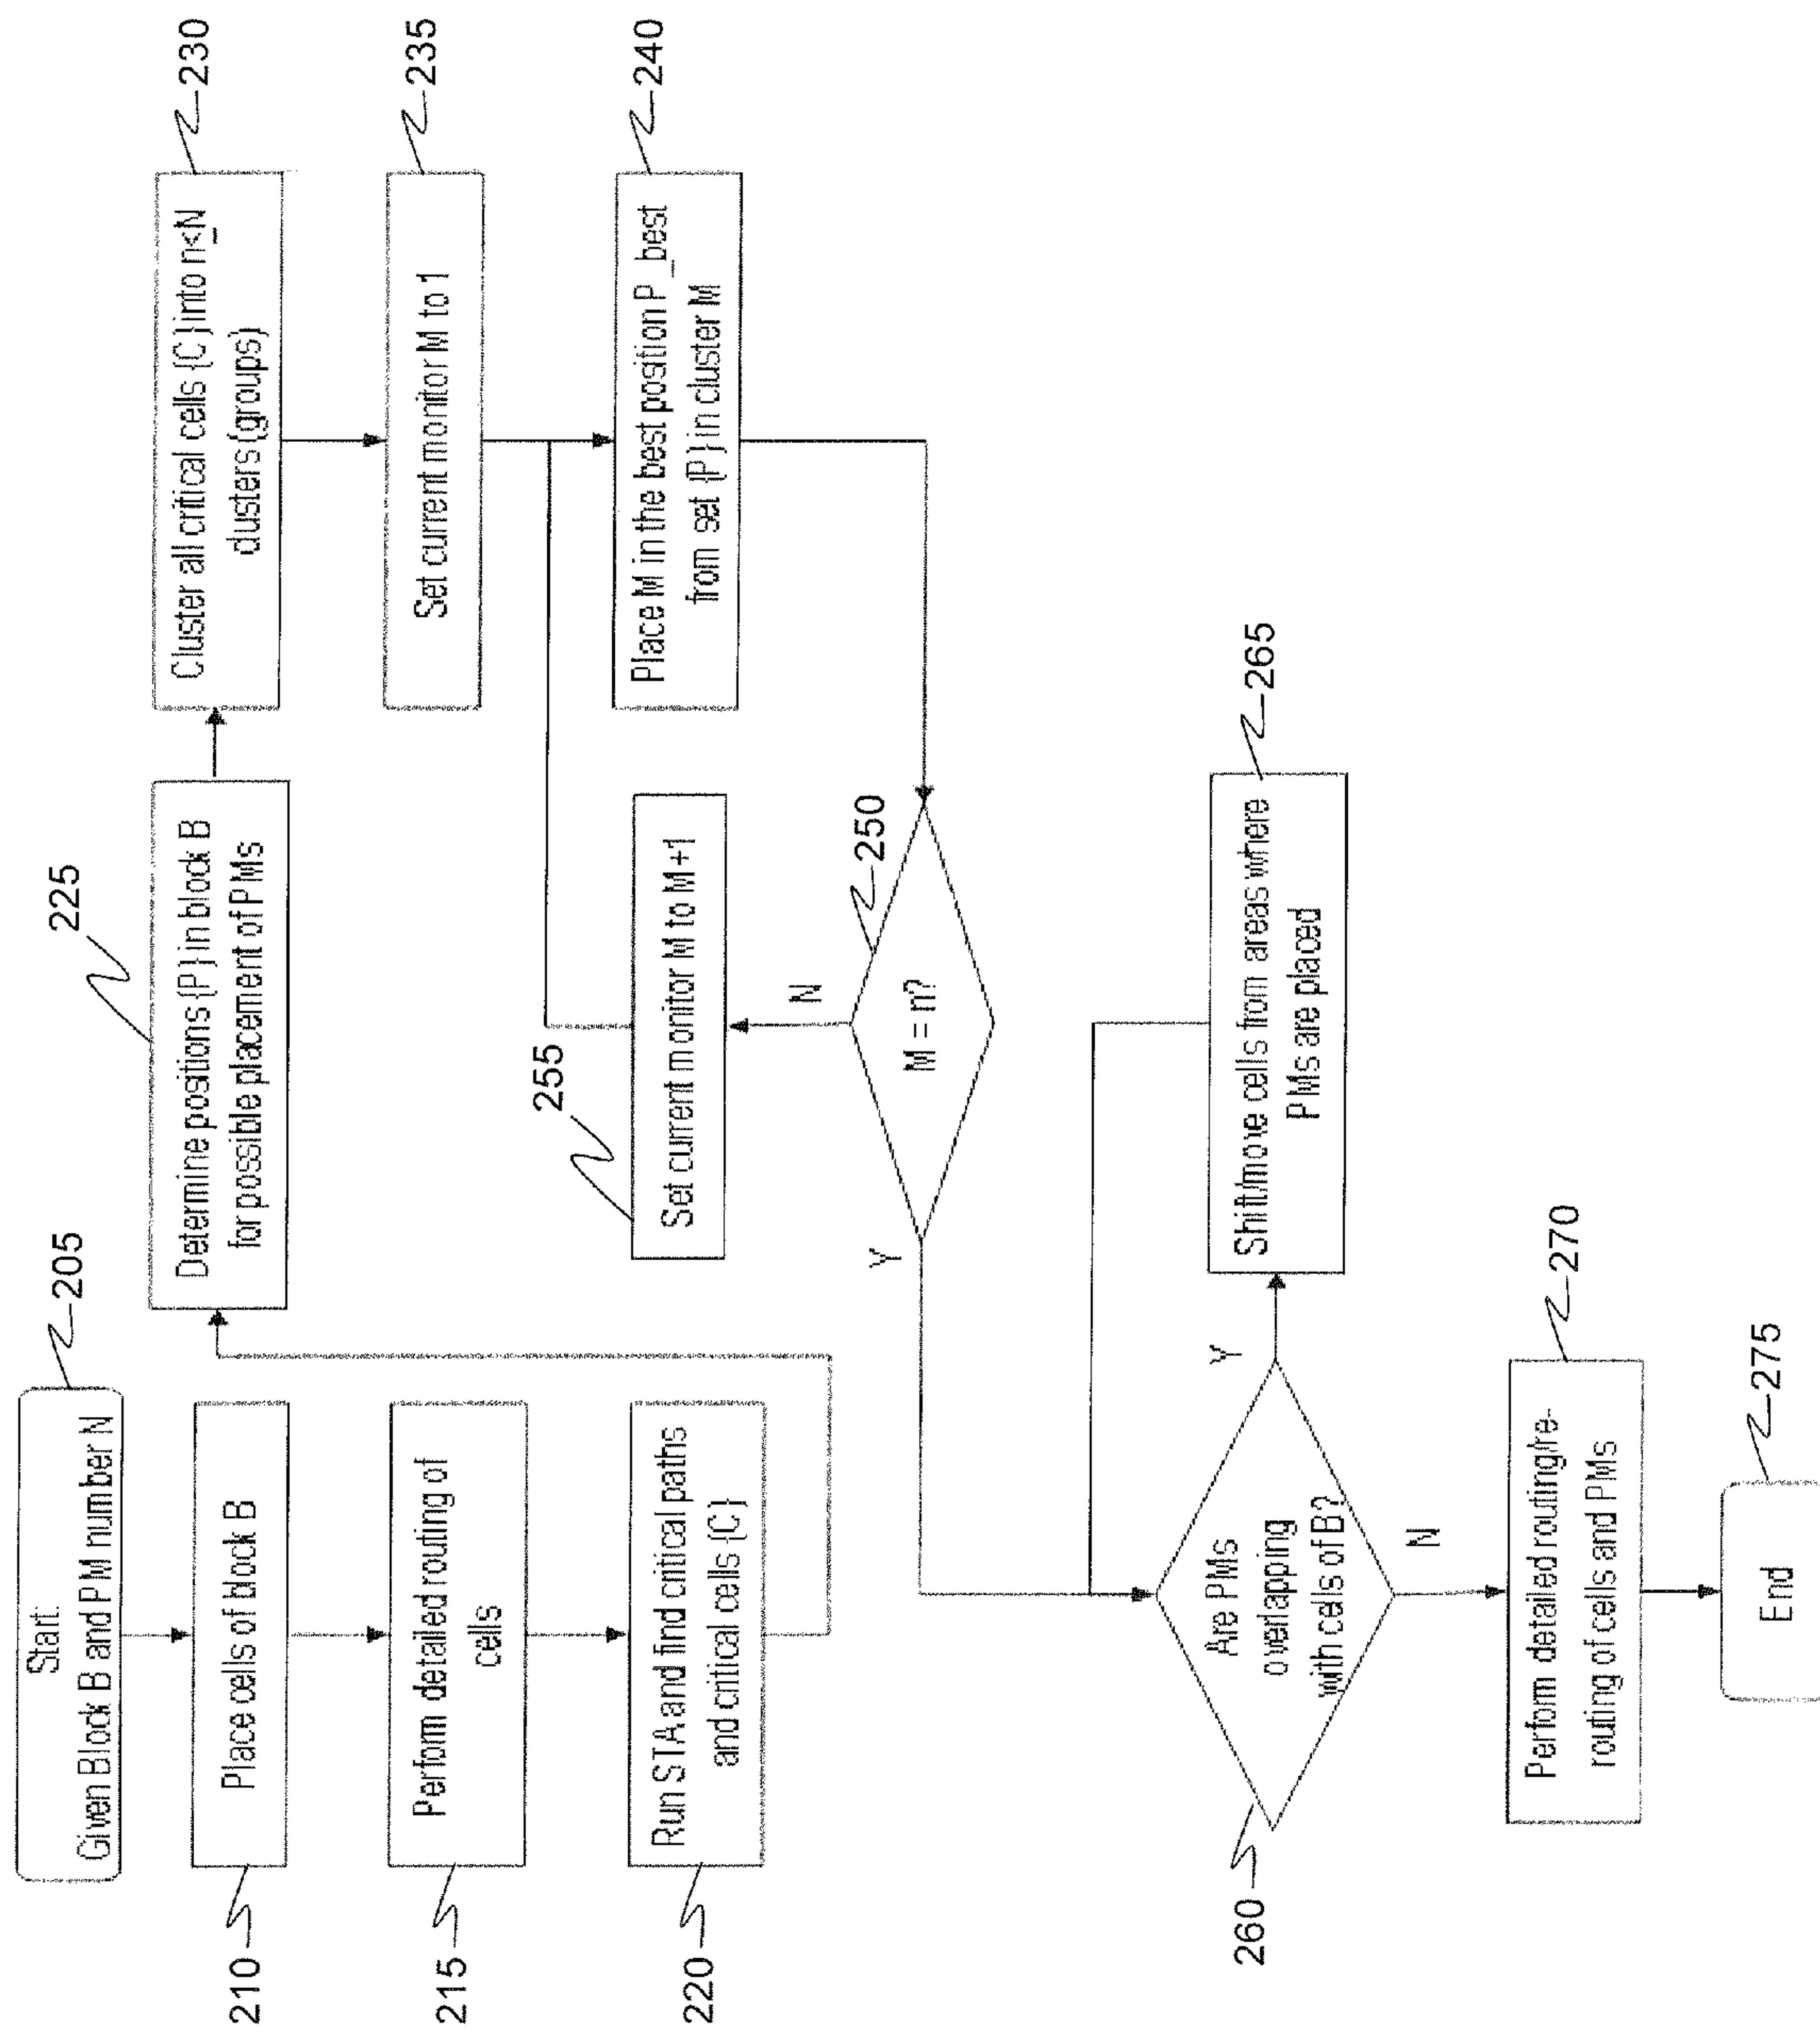 Start:
Given Block B and PM number N
205
Place cells of block B
210
Perform detailed routing of
cells
215
Run STA and find critical paths
and critical cells {C}
220
Determine positions {P} in block B
for possible placement of PMs
225
Cluster all critical cells {C} into n≤N
clusters (groups)
230
Set current monitor M to 1
235
Place M in the best position P_best
from set {P} in cluster M
240
M = n?
250
N
Y
Set current monitor M to M+1
255
Are PMs
overlapping
with cells of B?
260
Y
N
Shift/move cells from areas where
PMs are placed
265
Perfom detailed routing/re-
routing of cells and PMs
270
End
275